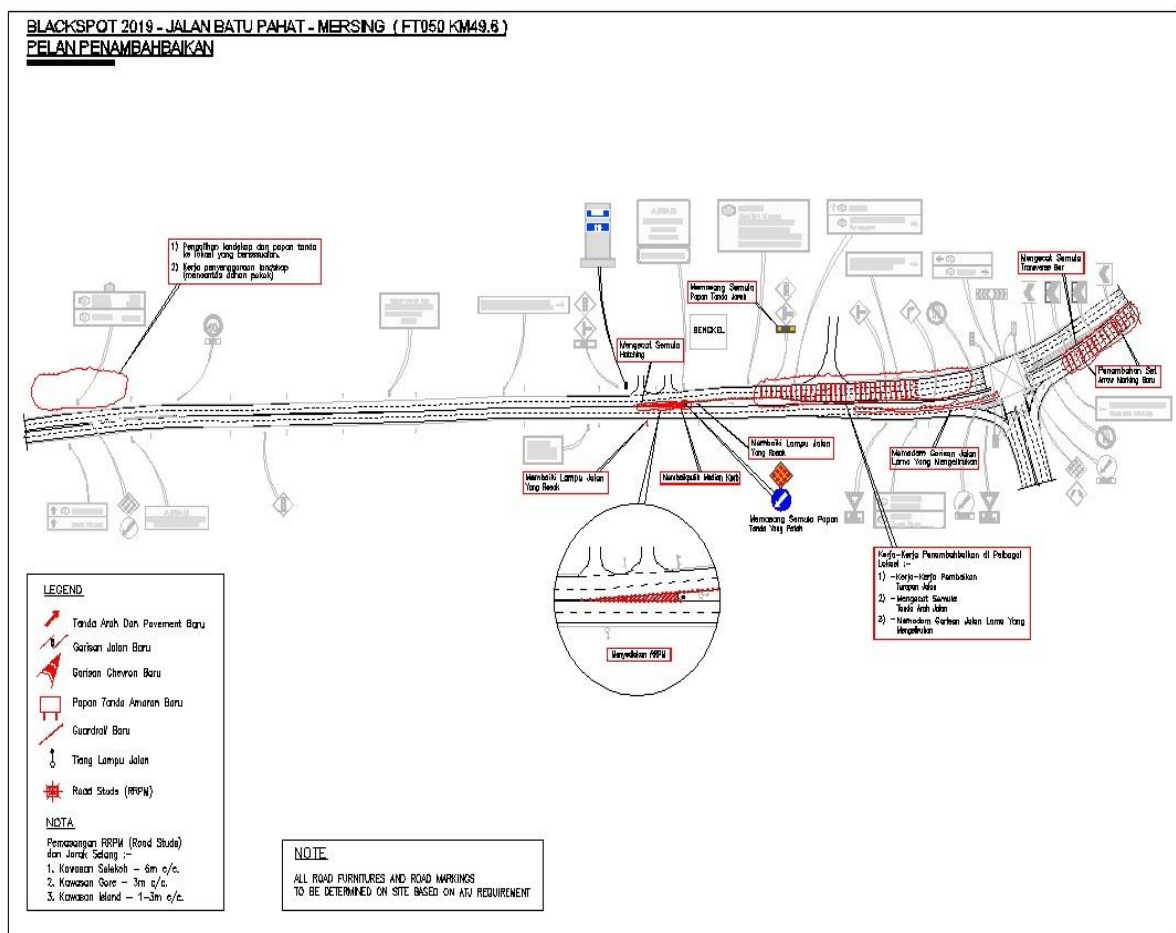 BLACKSPOT 2019 - JALAN BATU PAHAT - MERSING ( FT050 KM49.6 )
PELAN PENAMBAHBAIKAN
1) Pengalihan landskap dan papan tanda
ke lokasi yang bersesuaian.
2) Kerja penyenggaraan landskap
(mencantas dahan pokok)
Memasang Semula
Papan Tanda Jarak
BENGKEL
Mengecat Semula
Hatching
Mengecat Semula
Transverse Bar
Penambahan Set
Arrow Marking Baru
Membaiki Lampu Jalan
Yang Rosak
Membaikpulih Median Kerb
Membaiki Lampu Jalan
Yang Rosak
Memadam Garisan Jalan
Lama Yang Mengelirukan
Memasang Semula Papan
Tanda Yang Patah
Kerja-Kerja Penambahbaikan di Pelbagai
Lokasi :-
1) -Kerja-Kerja Pembaikan
Turapan Jalan
2) -Mengecat Semula
Tanda Arah Jalan
3) -Memadam Garisan Jalan Lama Yang
Mengelirukan
Menyediakan RRPM
LEGEND
Tanda Arah Dan Pavement Baru
Garisan Jalan Baru
Garisan Chevron Baru
Papan Tanda Amaran Baru
Guardrail Baru
Tiang Lampu Jalan
Road Studs (RRPM)
NOTA
Pemasangan RRPM (Road Studs)
dan Jarak Selang :-
1. Kawasan Selekoh - 6m c/c.
2. Kawasan Gore - 3m c/c.
3. Kawasan Island - 1-3m c/c.
NOTE
ALL ROAD FURNITURES AND ROAD MARKINGS
TO BE DETERMINED ON SITE BASED ON ATJ REQUIREMENT